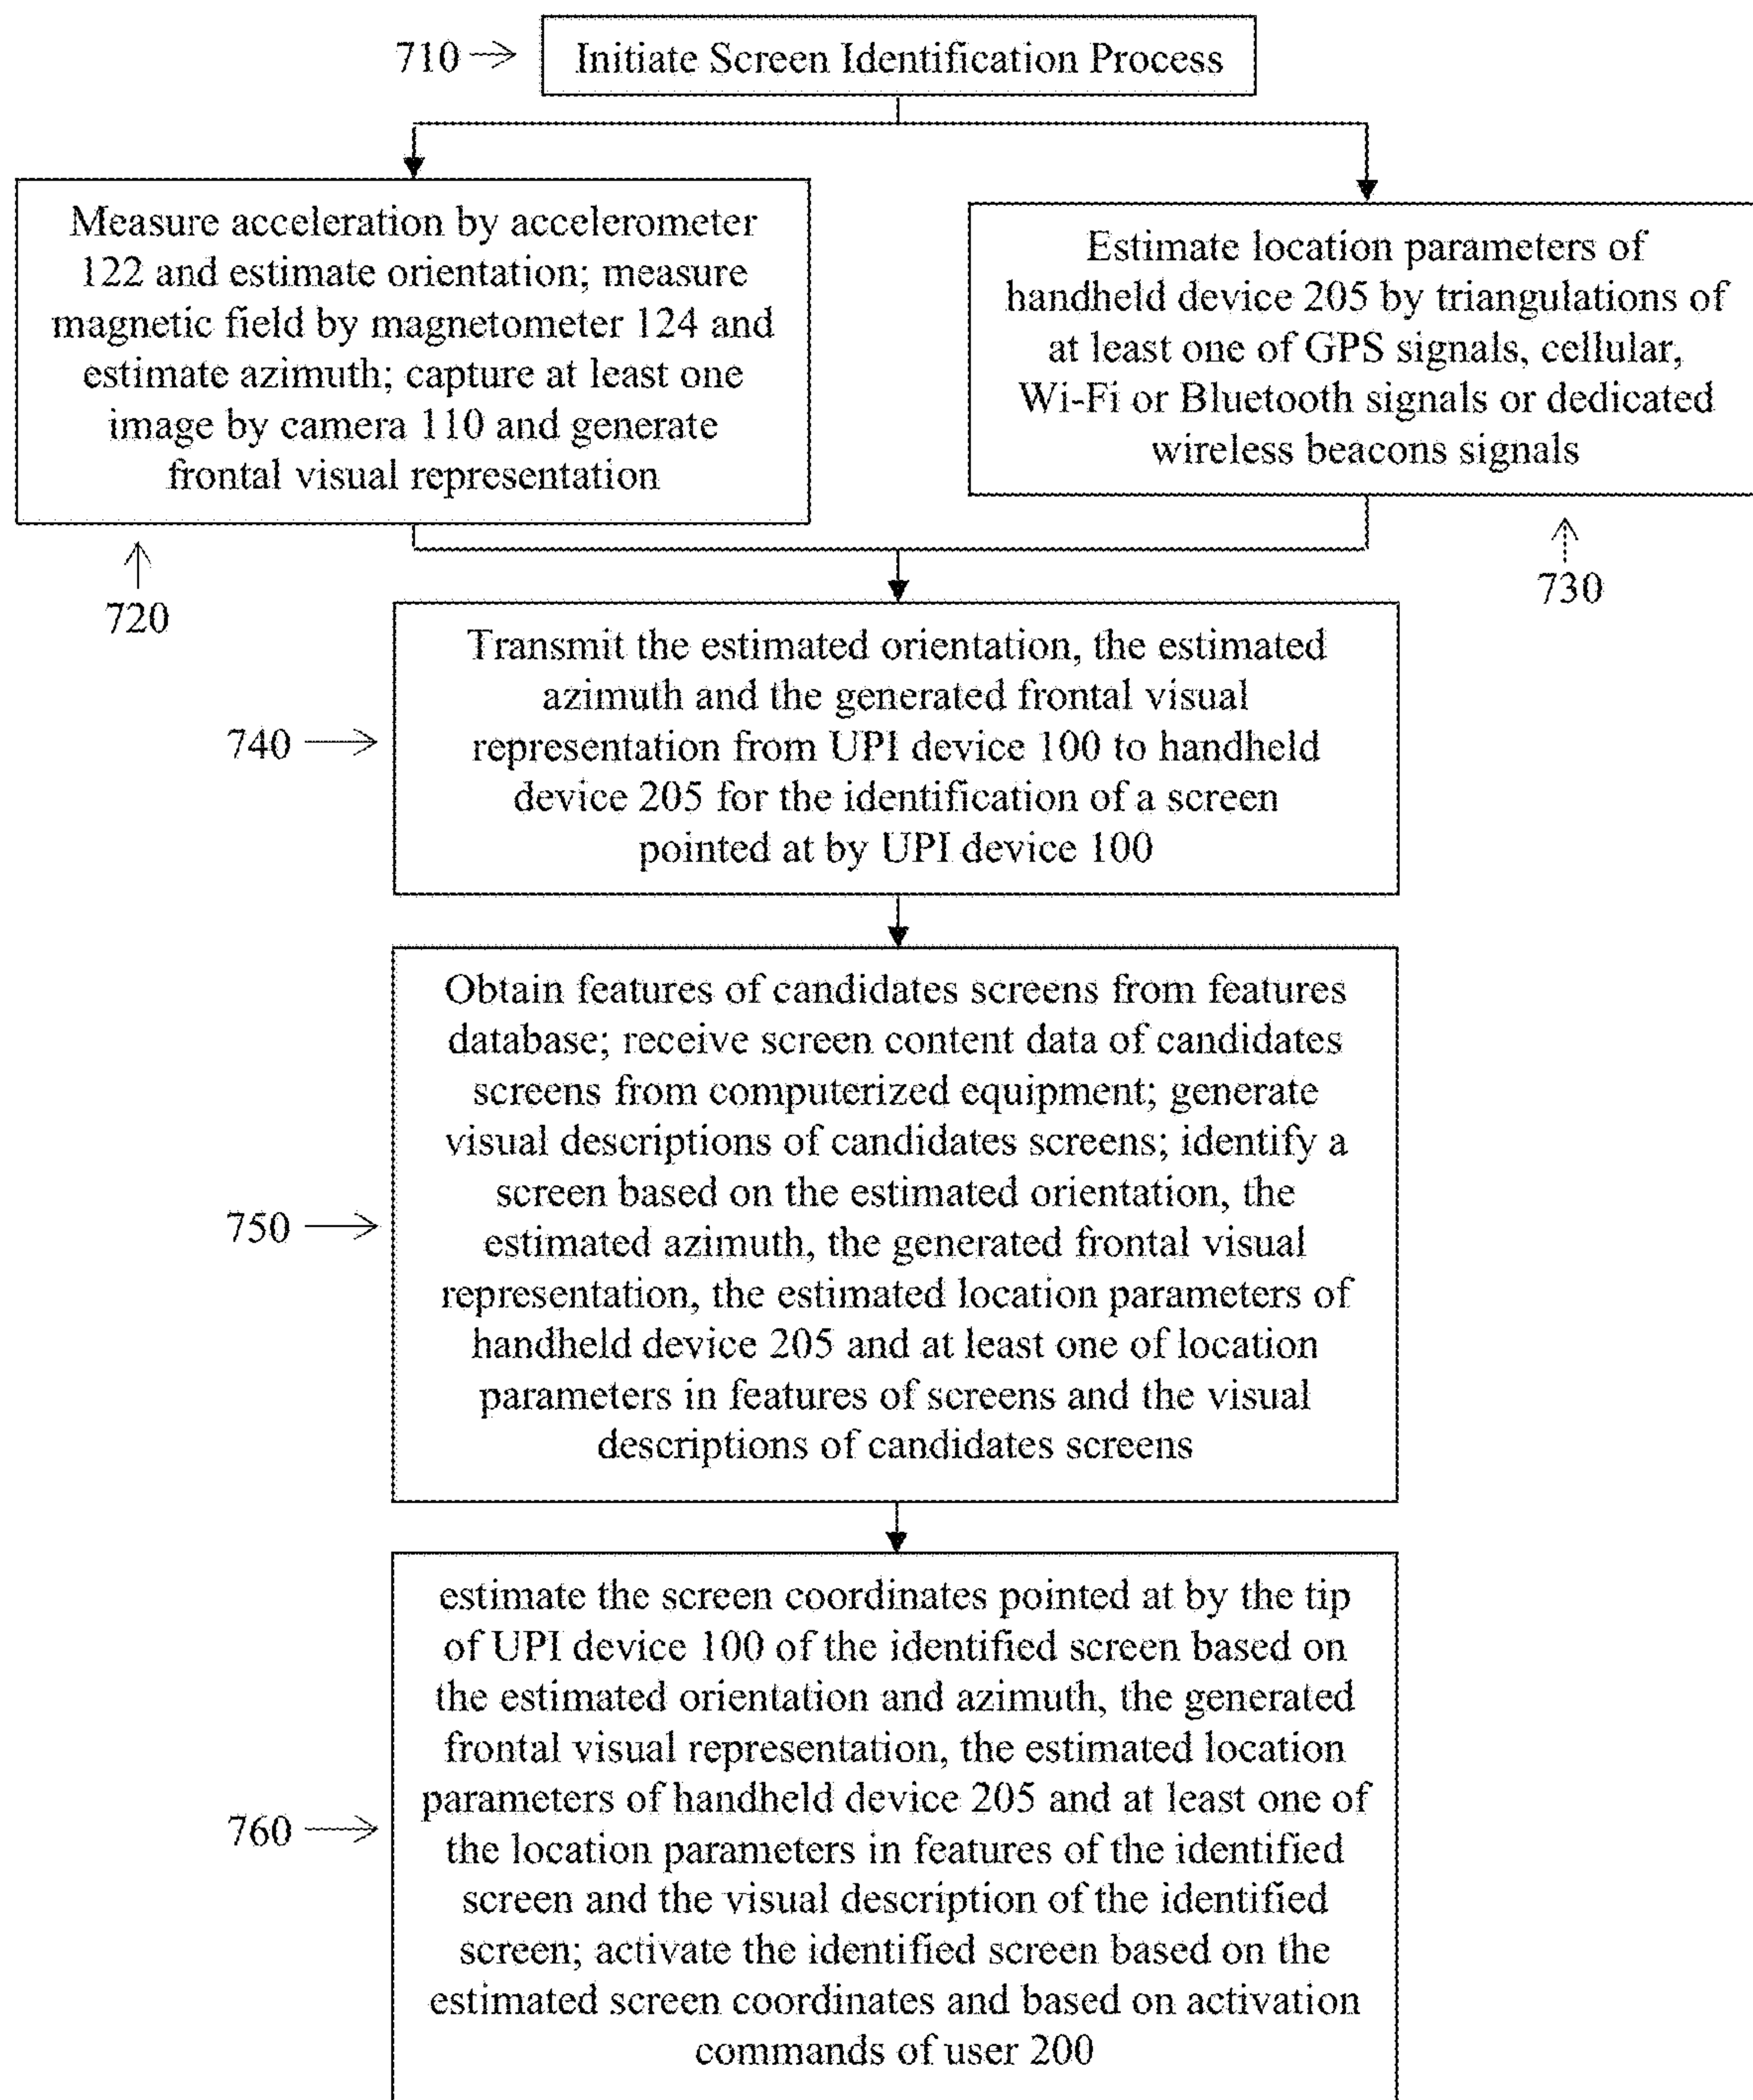 710
Initiate Screen Identification Process
Measure acceleration by accelerometer
122 and estimate orientation; measure
magnetic field by magnetometer 124 and
estimate azimuth; capture at least one
image by camera 110 and generate
frontal visual representation
720
Estimate location parameters of
handheld device 205 by triangulations of
at least one of GPS signals, cellular,
Wi-Fi or Bluetooth signals or dedicated
wireless beacons signals
730
740
Transmit the estimated orientation, the estimated
azimuth and the generated frontal visual
representation from UPI device 100 to handheld
device 205 for the identification of a screen
pointed at by UPI device 100
750
Obtain features of candidates screens from features
database; receive screen content data of candidates
screens from computerized equipment; generate
visual descriptions of candidates screens; identify a
screen based on the estimated orientation, the
estimated azimuth, the generated frontal visual
representation, the estimated location parameters of
handheld device 205 and at least one of location
parameters in features of screens and the visual
descriptions of candidates screens
760
estimate the screen coordinates pointed at by the tip
of UPI device 100 of the identified screen based on
the estimated orientation and azimuth, the generated
frontal visual representation, the estimated location
parameters of handheld device 205 and at least one of
the location parameters in features of the identified
screen and the visual description of the identified
screen; activate the identified screen based on the
estimated screen coordinates and based on activation
commands of user 200